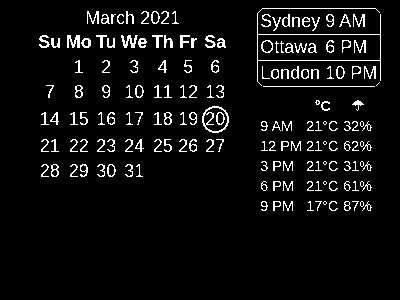 March 2021
Su Mo Tu We Th Fr Sa
1 2 3 4 5 6
7 8 9 10 11 12 13
14 15 16 17 18 19 20
21 22 23 24 25 26 27
28 29 30 31
Sydney 9 AM
Ottawa 6 PM
London 10 PM
°C ☂
9 AM 21°C 32%
12 PM 21°C 62%
3 PM 21°C 31%
6 PM 21°C 61%
9 PM 17°C 87%